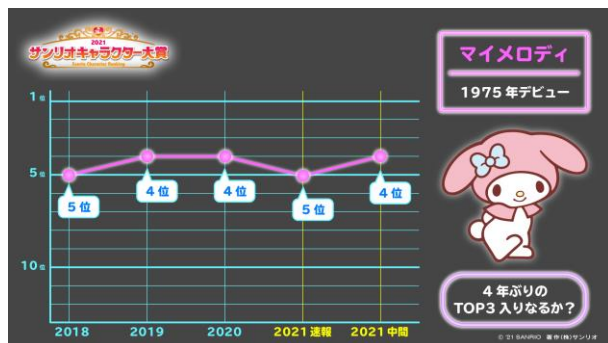 2021
サンリオキャラクター大賞
Sanrio Character Ranking
マイメロディ
1975年デビュー
1位
5位
10位
5位
4位
4位
5位
4位
2018
2019
2020
2021速報
2021中間
4年ぶりの
TOP3入りなるか?
© '21 SANRIO 著作(株)サンリオ